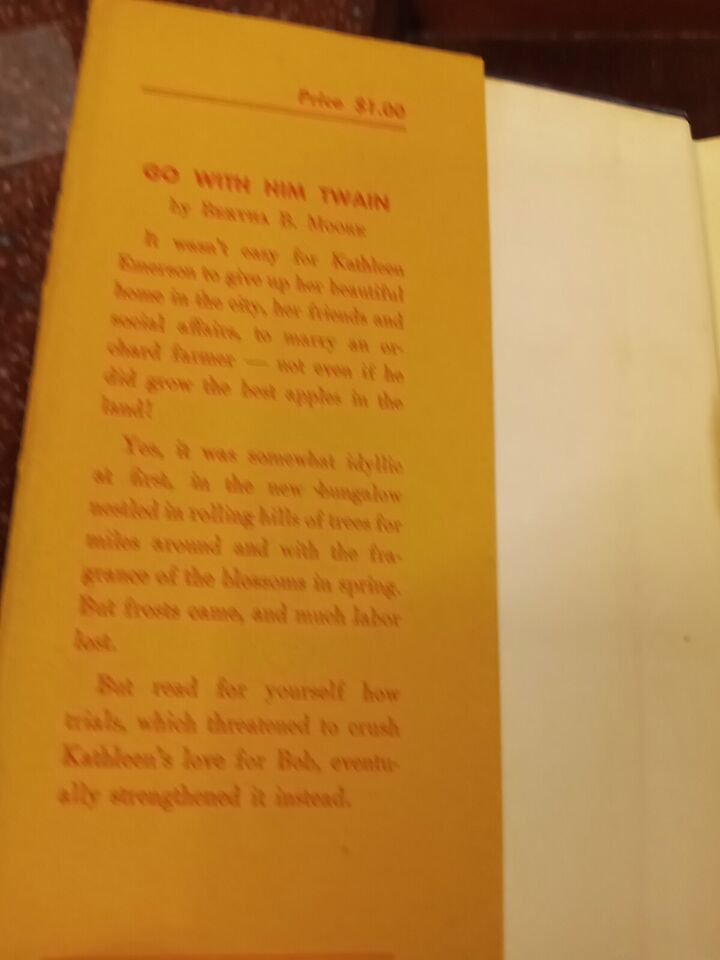 Price $1.00
GO WITH HIM TWAIN
by BERTHA B. MOORE
It wasn't easy for Kathleen
Emerson to give up her beautiful
home in the city, her friends and
social affairs, to marry an or-
chard farmer — not even if he
did grow the best apples in the
land!
Yes, it was somewhat idyllic
at first, in the new bungalow
nestled in rolling hills of trees for
miles around and with the fra-
grance of the blossoms in spring.
But frosts came, and much labor
lost.
But read for yourself how
trials, which threatened to crush
Kathleen's love for Bob, eventu-
ally strengthened it instead.